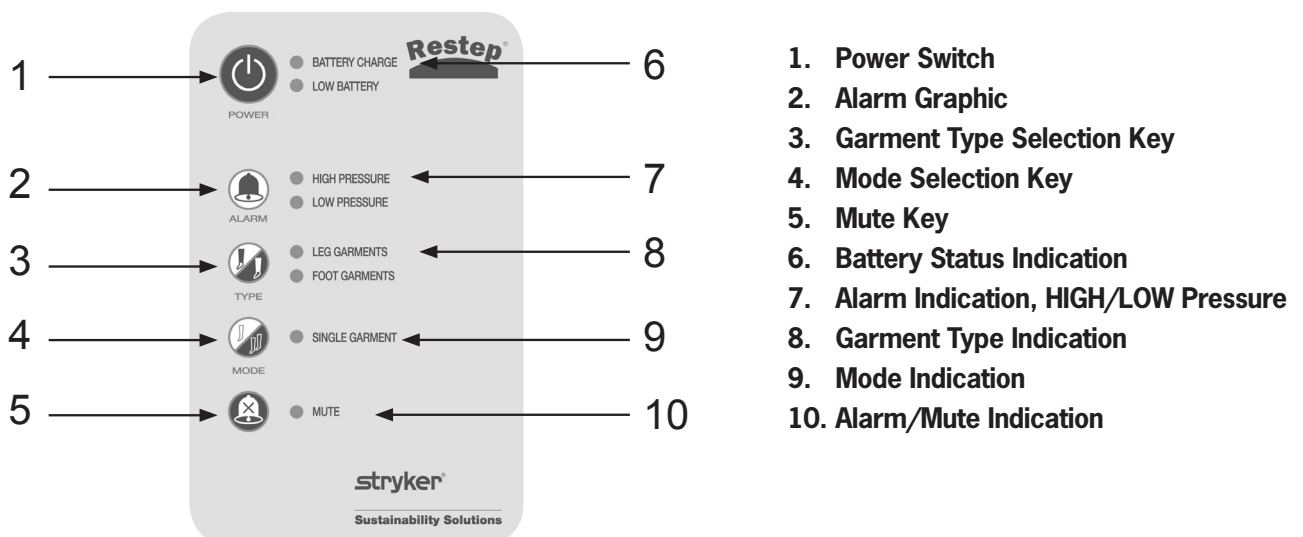 1
POWER
BATTERY CHARGE
LOW BATTERY
Restep®
6
2
ALARM
HIGH PRESSURE
LOW PRESSURE
7
3
TYPE
LEG GARMENTS
FOOT GARMENTS
8
4
MODE
SINGLE GARMENT
9
5
MUTE
10
stryker®
Sustainability Solutions
1. Power Switch
2. Alarm Graphic
3. Garment Type Selection Key
4. Mode Selection Key
5. Mute Key
6. Battery Status Indication
7. Alarm Indication, HIGH/LOW Pressure
8. Garment Type Indication
9. Mode Indication
10. Alarm/Mute Indication